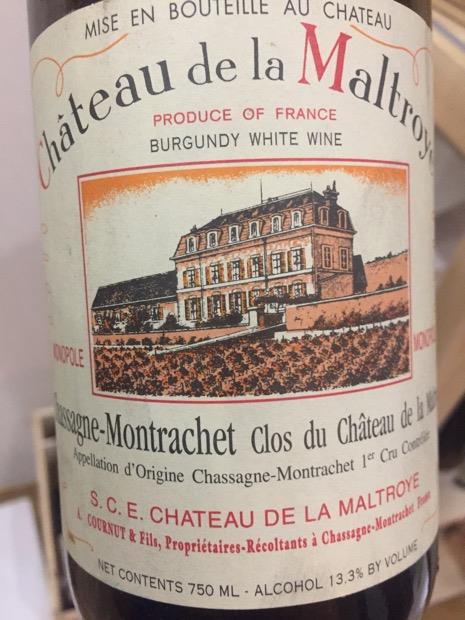 MISE EN BOUTEILLE AU CHATEAU
Château de la Maltroye
PRODUCE OF FRANCE
BURGUNDY WHITE WINE
MONOPOLE
Chassagne-Montrachet Clos du Château de la
Appellation d'Origine Chassagne-Montrachet 1er Cru Contrôlée
S.C.E. CHATEAU DE LA MALTROYE
A. COURNUT & Fils, Propriétaires-Récoltants à Chassagne-Montrachet France
NET CONTENTS 750 ML - ALCOHOL 13.3% BY VOLUME